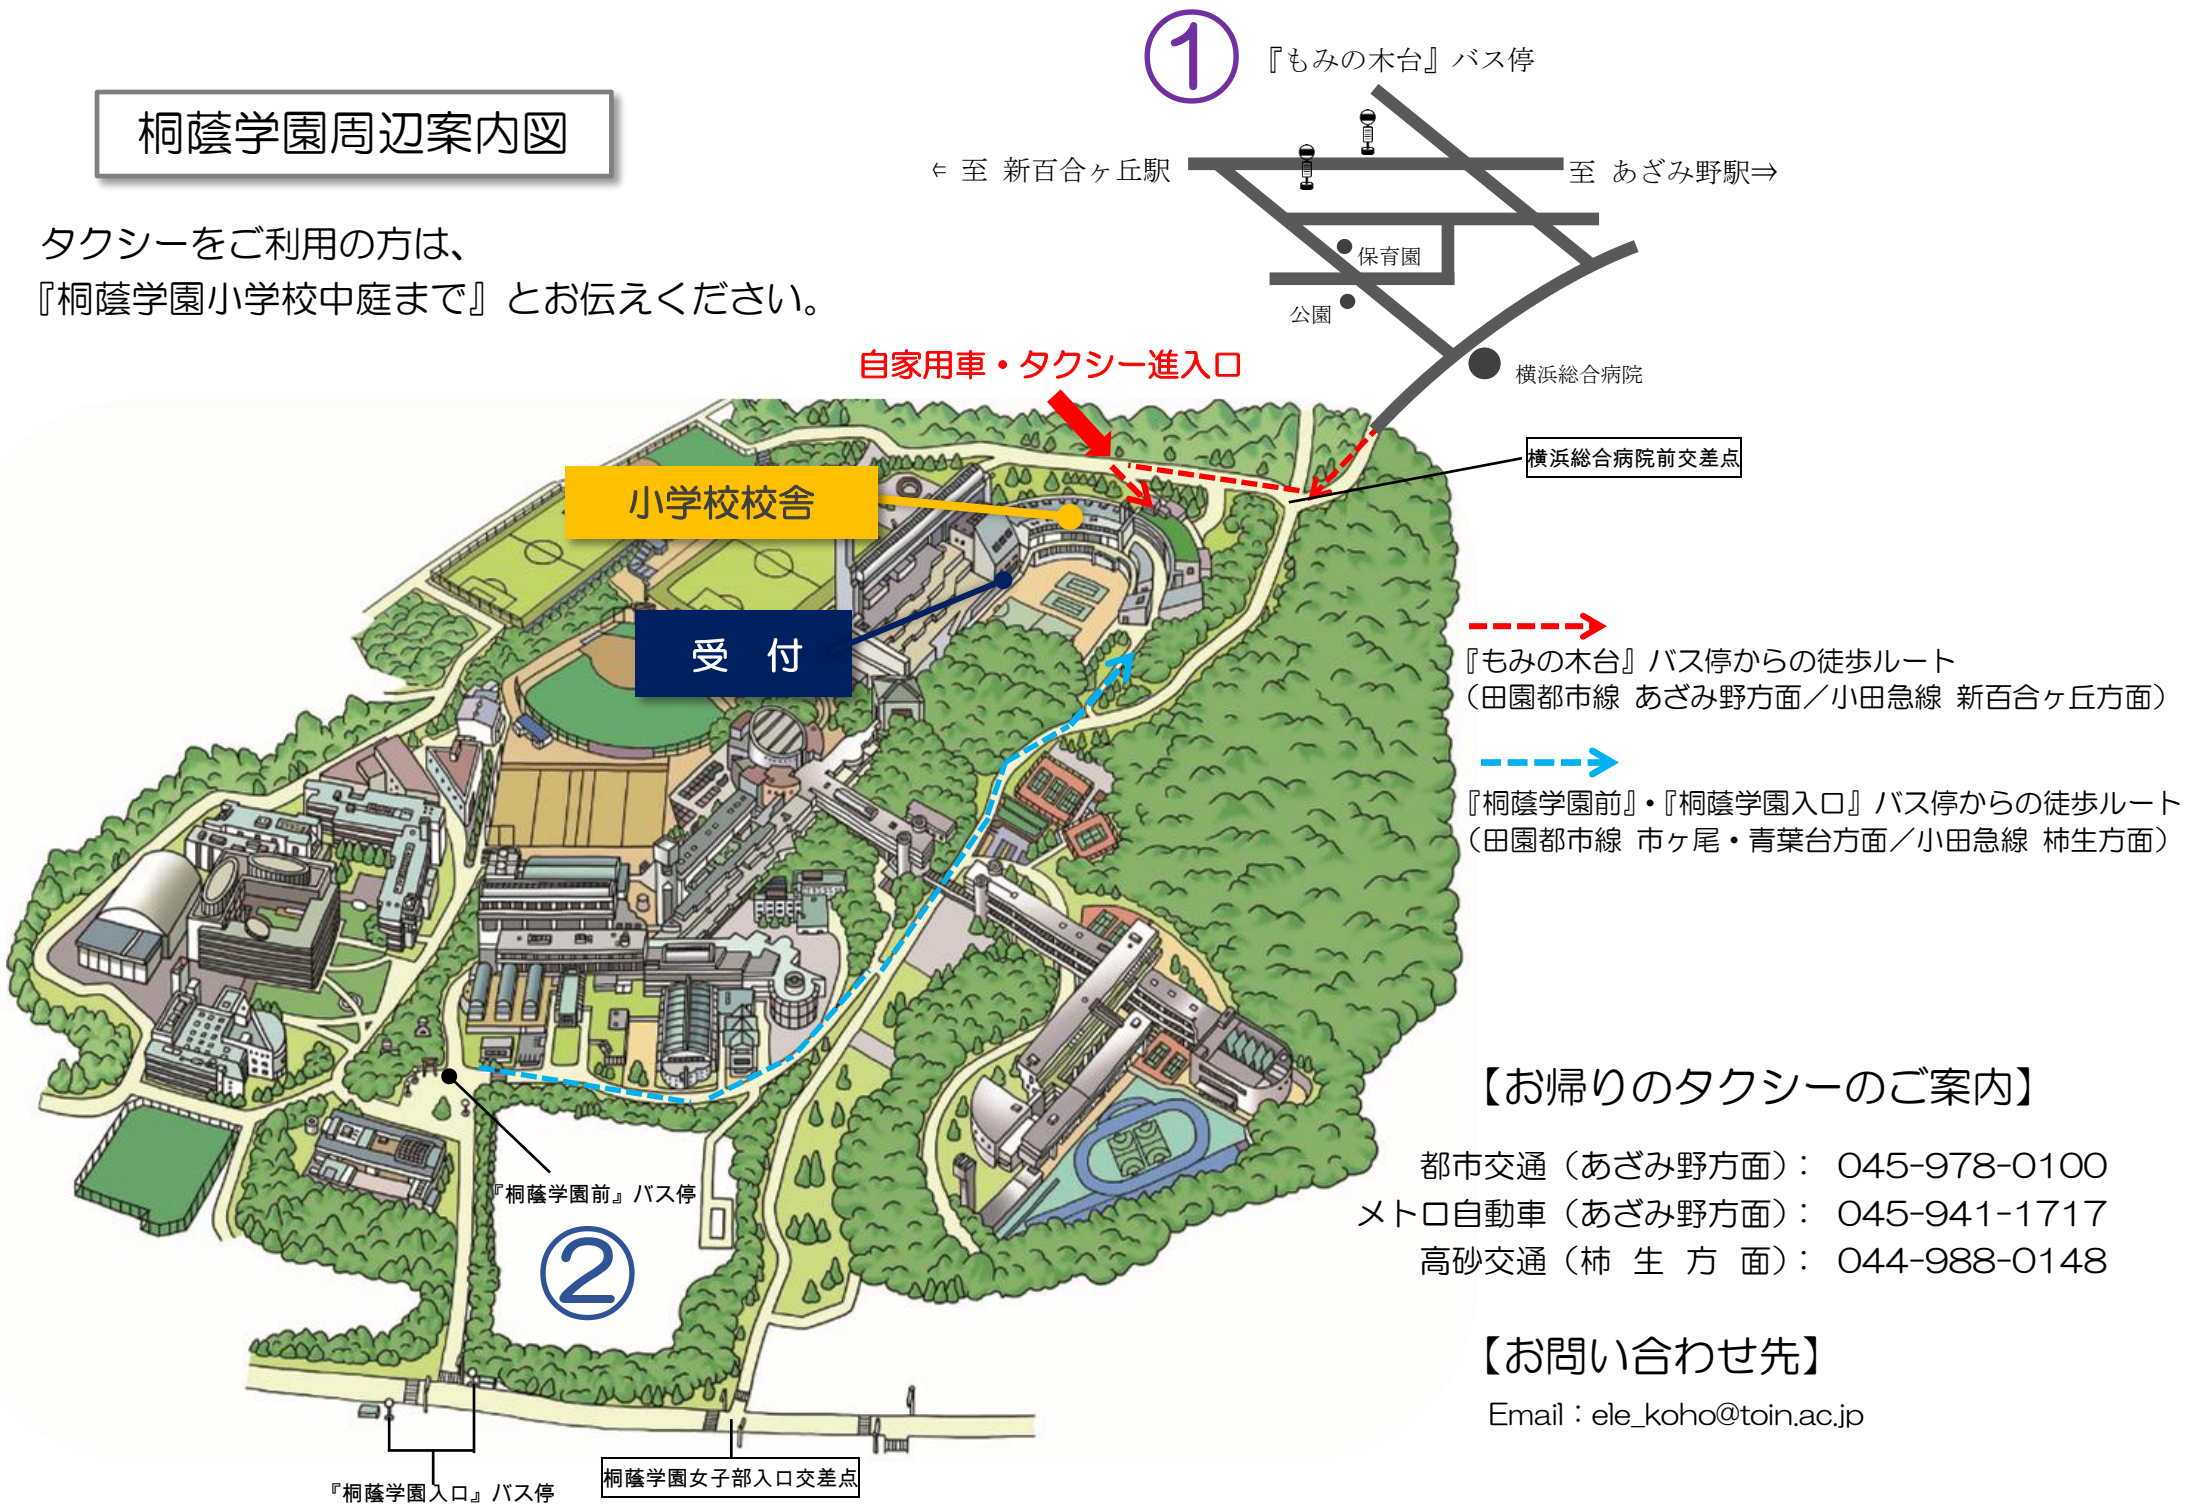 桐蔭学園周辺案内図
タクシーをご利用の方は、
『桐蔭学園小学校中庭まで』とお伝えください。
①
『もみの木台』バス停
⇐ 至 新百合ヶ丘駅
至 あざみ野駅⇒
保育園
公園
横浜総合病院
自家用車・タクシー進入口
横浜総合病院前交差点
小学校校舎
受 付
『もみの木台』バス停からの徒歩ルート
（田園都市線 あざみ野方面／小田急線 新百合ヶ丘方面）
『桐蔭学園前』・『桐蔭学園入口』バス停からの徒歩ルート
（田園都市線 市ヶ尾・青葉台方面／小田急線 柿生方面）
『桐蔭学園前』バス停
②
【お帰りのタクシーのご案内】
都市交通（あざみ野方面）： 045-978-0100
メトロ自動車（あざみ野方面）： 045-941-1717
高砂交通（柿 生 方 面）： 044-988-0148
【お問い合わせ先】
Email：ele_koho@toin.ac.jp
桐蔭学園女子部入口交差点
『桐蔭学園入口』バス停